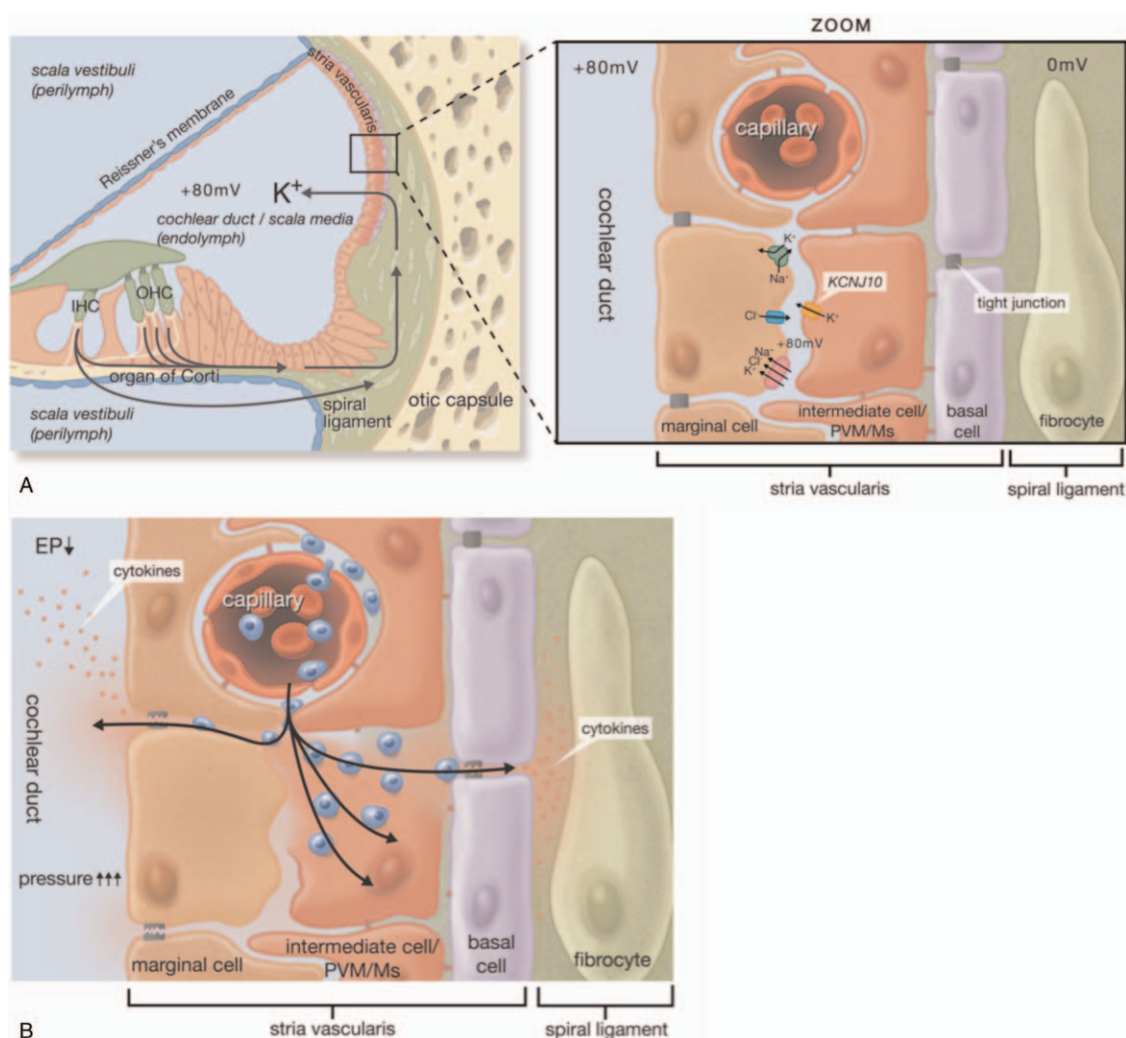 scala vestibuli
(perilymph)
Reissner's membrane
stria vascularis
+80mV
K+
cochlear duct / scala media
(endolymph)
IHC
OHC
organ of Corti
scala vestibuli
(perilymph)
spiral
ligament
otic capsule
A
ZOOM
+80mV
0mV
capillary
cochlear duct
K+
Na+
KCNJ10
Cl-
K+
tight junction
+80mV
Na+
Cl-
K+
marginal cell
intermediate cell/
PVM/Ms
basal
cell
fibrocyte
stria vascularis
spiral ligament
EP↓
cytokines
capillary
cochlear duct
cytokines
pressure ↑↑↑
marginal cell
intermediate cell/
PVM/Ms
basal
cell
fibrocyte
stria vascularis
spiral ligament
B